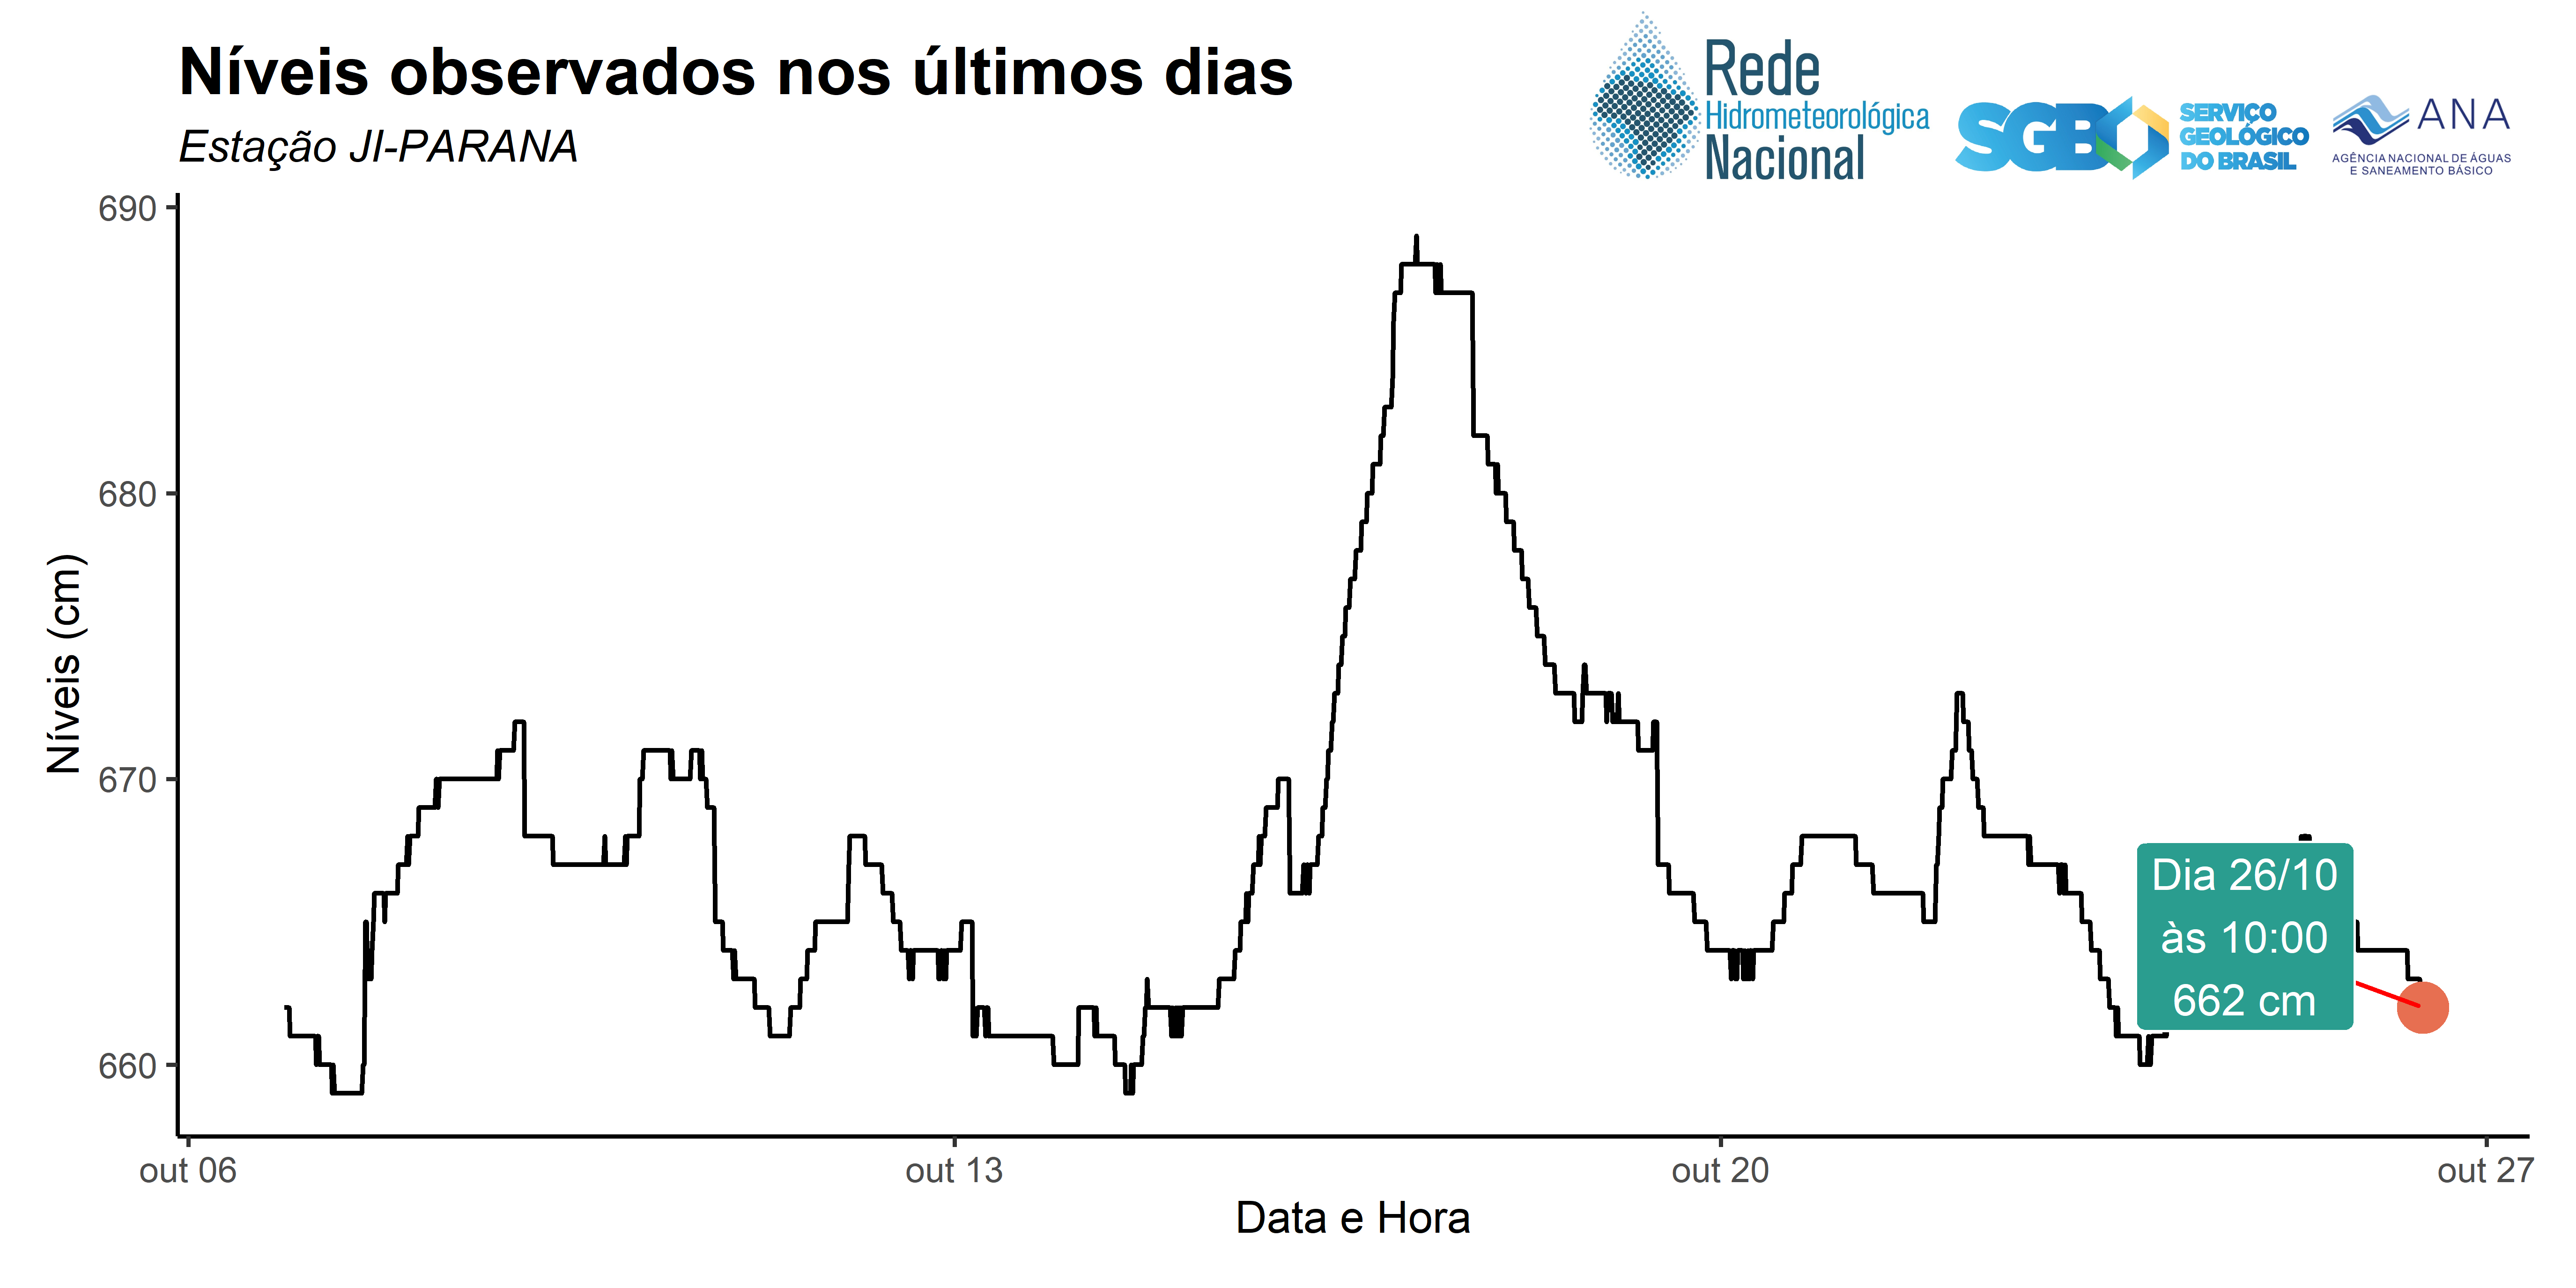 Níveis observados nos últimos dias
Estação JI-PARANA
Rede
Hidrometeorológica
Nacional
SGB
SERVIÇO
GEOLÓGICO
DO BRASIL
ANA
AGÊNCIA NACIONAL DE ÁGUAS
E SANEAMENTO BÁSICO
Níveis (cm)
690
680
670
660
Dia 26/10
às 10:00
662 cm
out 06
out 13
out 20
out 27
Data e Hora